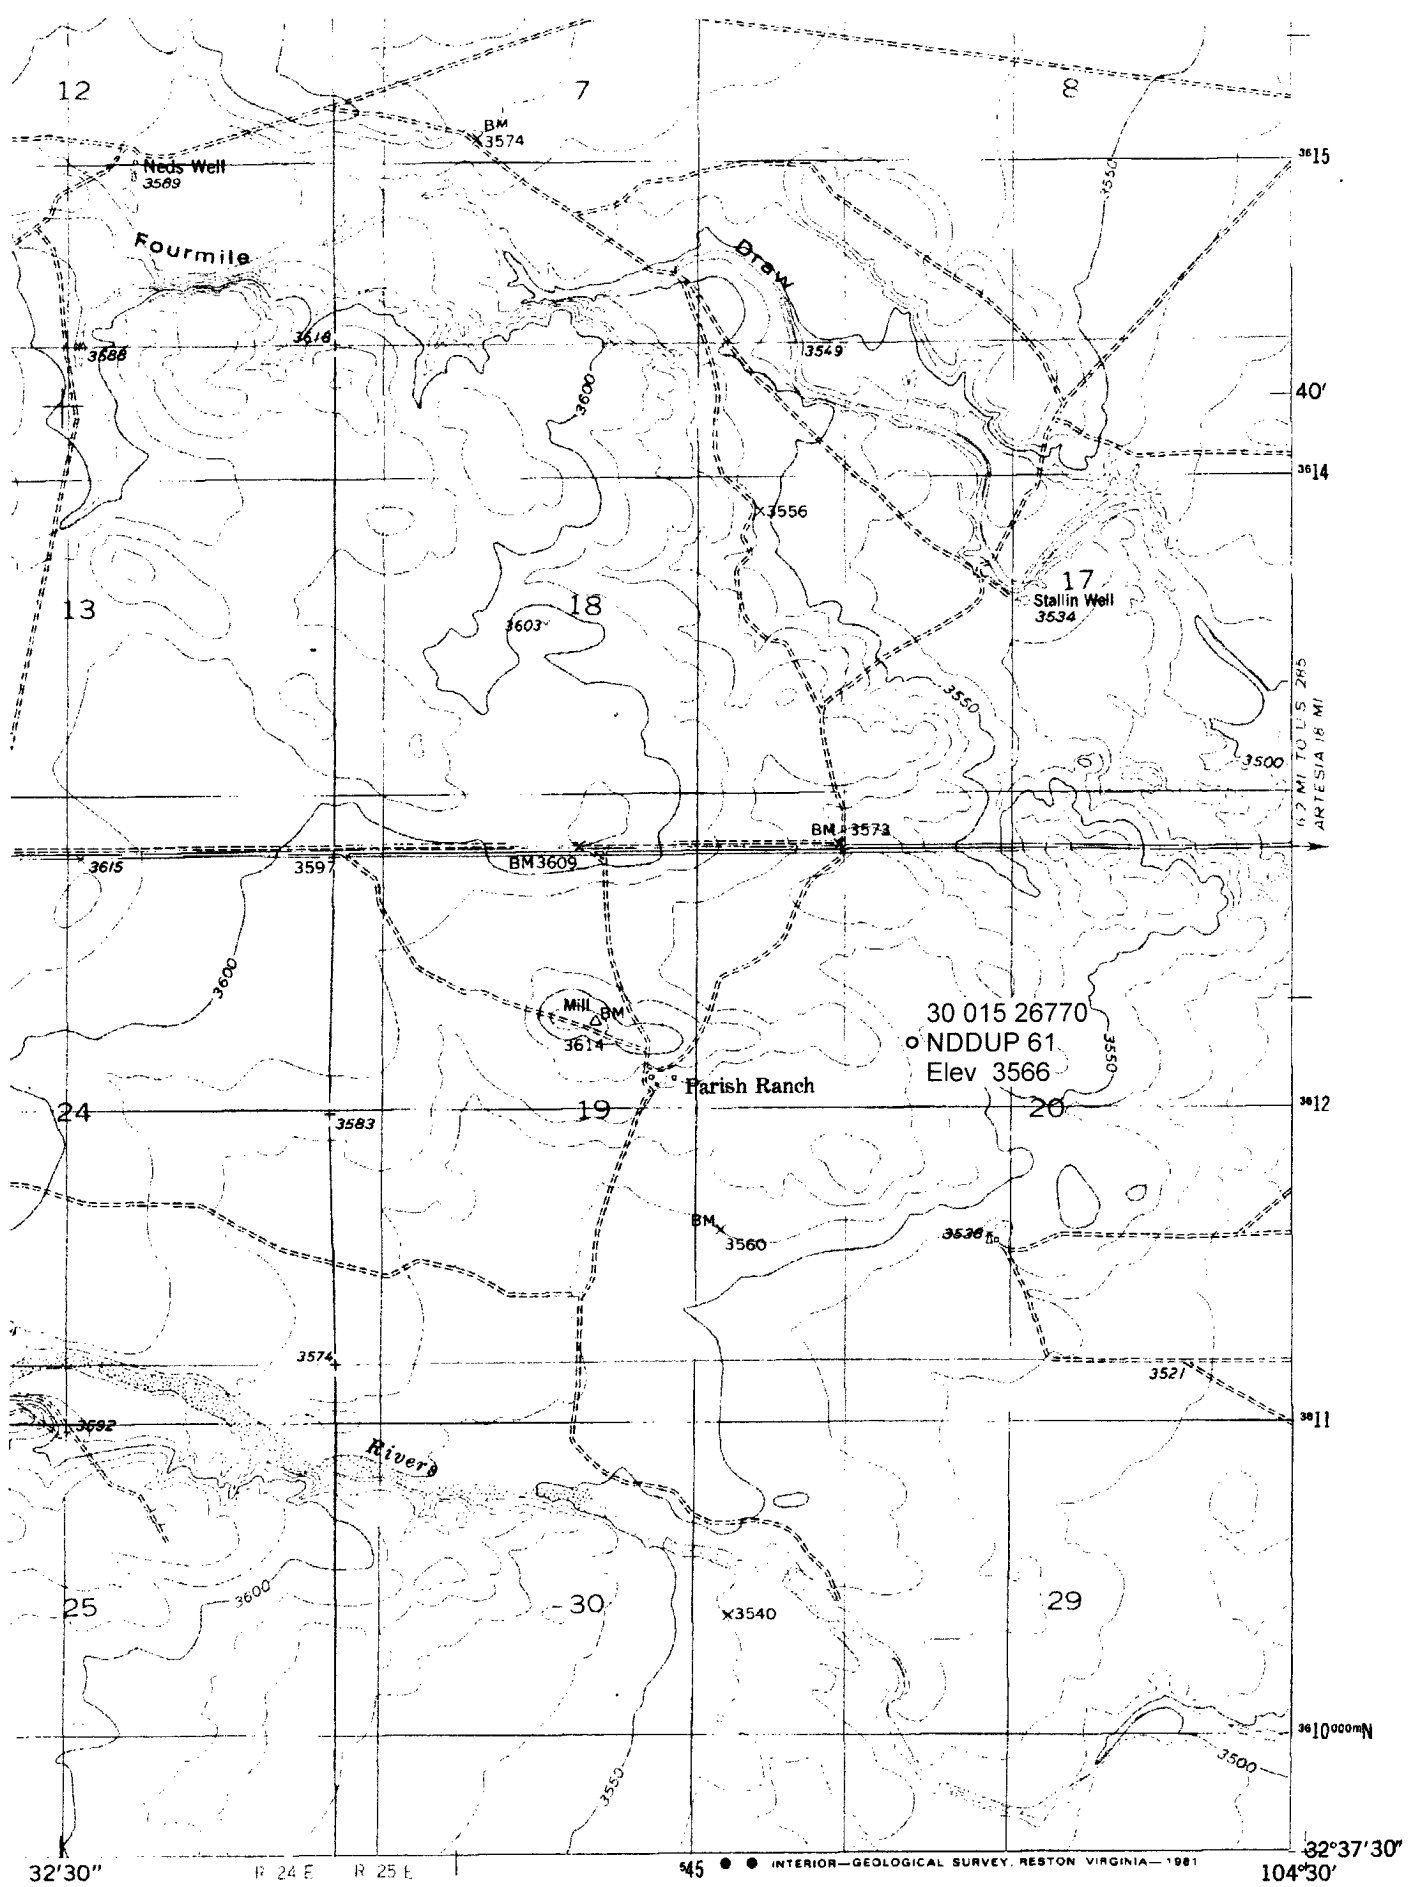 12
7
8
BM
3574
3615
Neds Well
3589
3550
Fourmile
Draw
3588
3618
3549
3600
40'
3614
3556
17
Stallin Well
3534
13
18
3603
3550
6.2 MI TO U S 285
ARTESIA 18 MI
3500
BM 3573
3615
3597
BM 3609
3600
Mill
BM
3614
30 015 26770
NDDUP 61
Elev 3566
3550
Parish Ranch
24
19
20
3612
3583
BM
3560
3536
3574
3521
3592
3611
Rivers
3600
25
30
3540
29
3610000mN
3500
3550
32'30"
R 24 E
R 25 E
545
INTERIOR—GEOLOGICAL SURVEY, RESTON VIRGINIA—1981
32°37'30"
104°30'